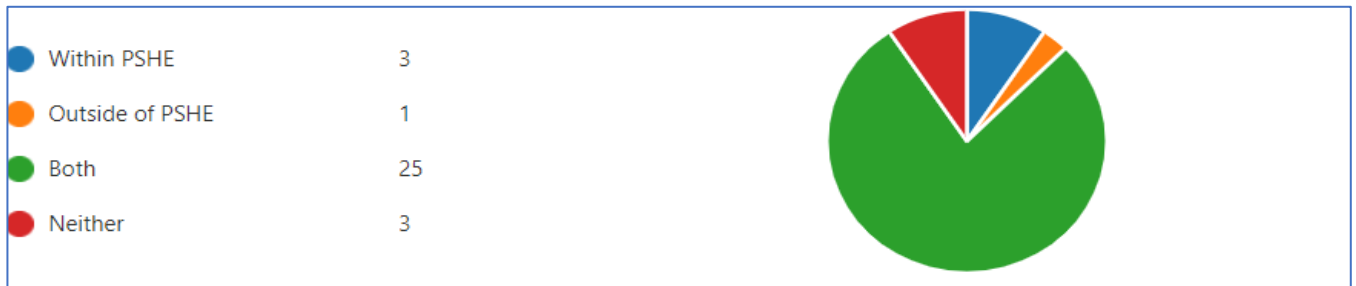 Within PSHE 3
Outside of PSHE 1
Both 25
Neither 3